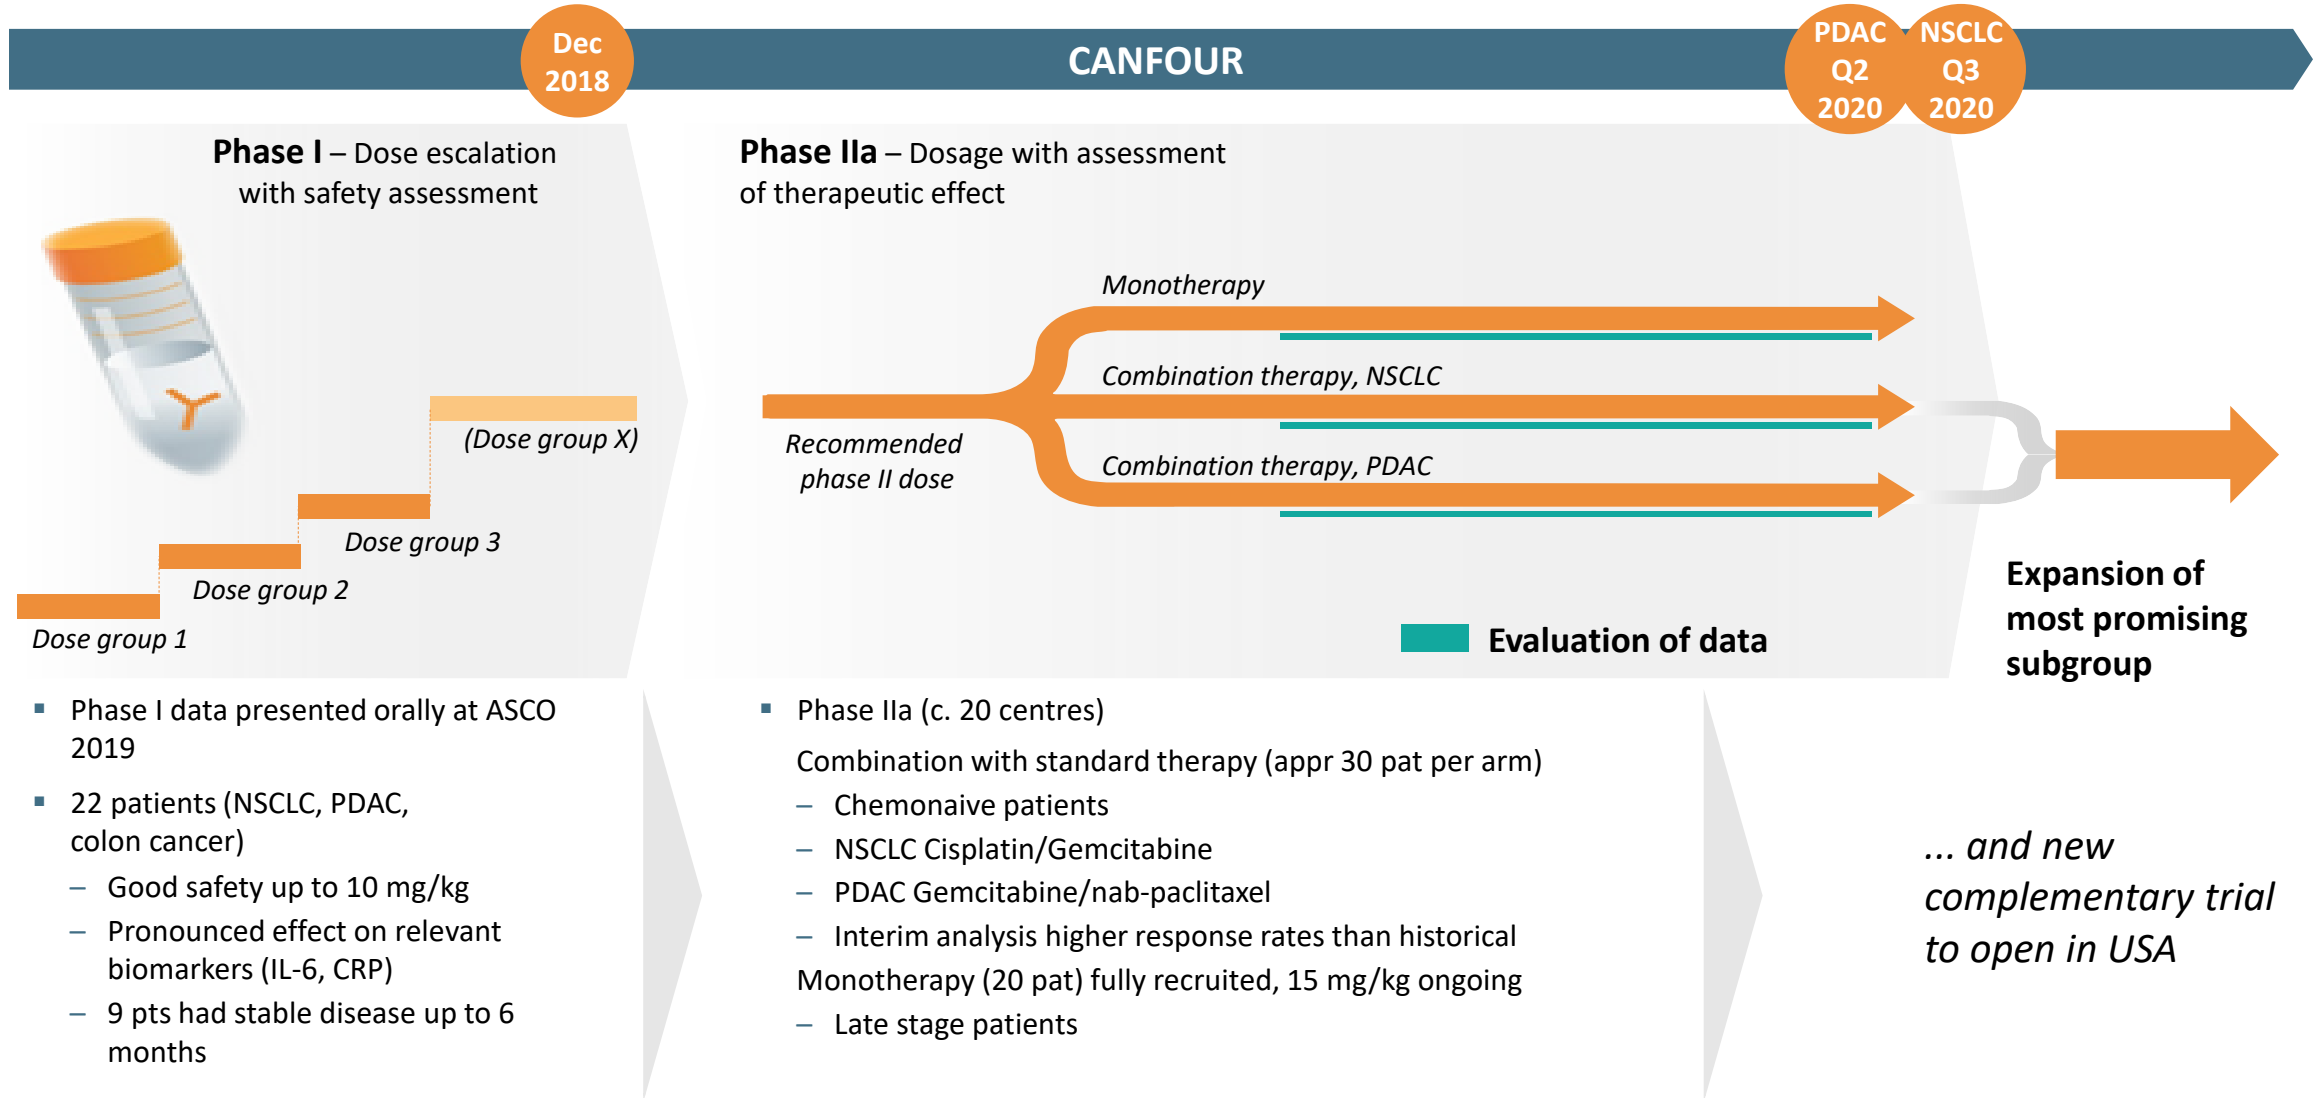 Dec
2018
CANFOUR
PDAC
Q2
2020
NSCLC
Q3
2020
Phase I – Dose escalation
with safety assessment
Phase IIa – Dosage with assessment
of therapeutic effect
Monotherapy
Combination therapy, NSCLC
Combination therapy, PDAC
Recommended
phase II dose
(Dose group X)
Dose group 3
Dose group 2
Dose group 1
Evaluation of data
Expansion of
most promising
subgroup
▪ Phase I data presented orally at ASCO
2019
▪ 22 patients (NSCLC, PDAC,
colon cancer)
– Good safety up to 10 mg/kg
– Pronounced effect on relevant
biomarkers (IL-6, CRP)
– 9 pts had stable disease up to 6
months
▪ Phase IIa (c. 20 centres)
Combination with standard therapy (appr 30 pat per arm)
– Chemonaive patients
– NSCLC Cisplatin/Gemcitabine
– PDAC Gemcitabine/nab-paclitaxel
– Interim analysis higher response rates than historical
Monotherapy (20 pat) fully recruited, 15 mg/kg ongoing
– Late stage patients
... and new
complementary trial
to open in USA